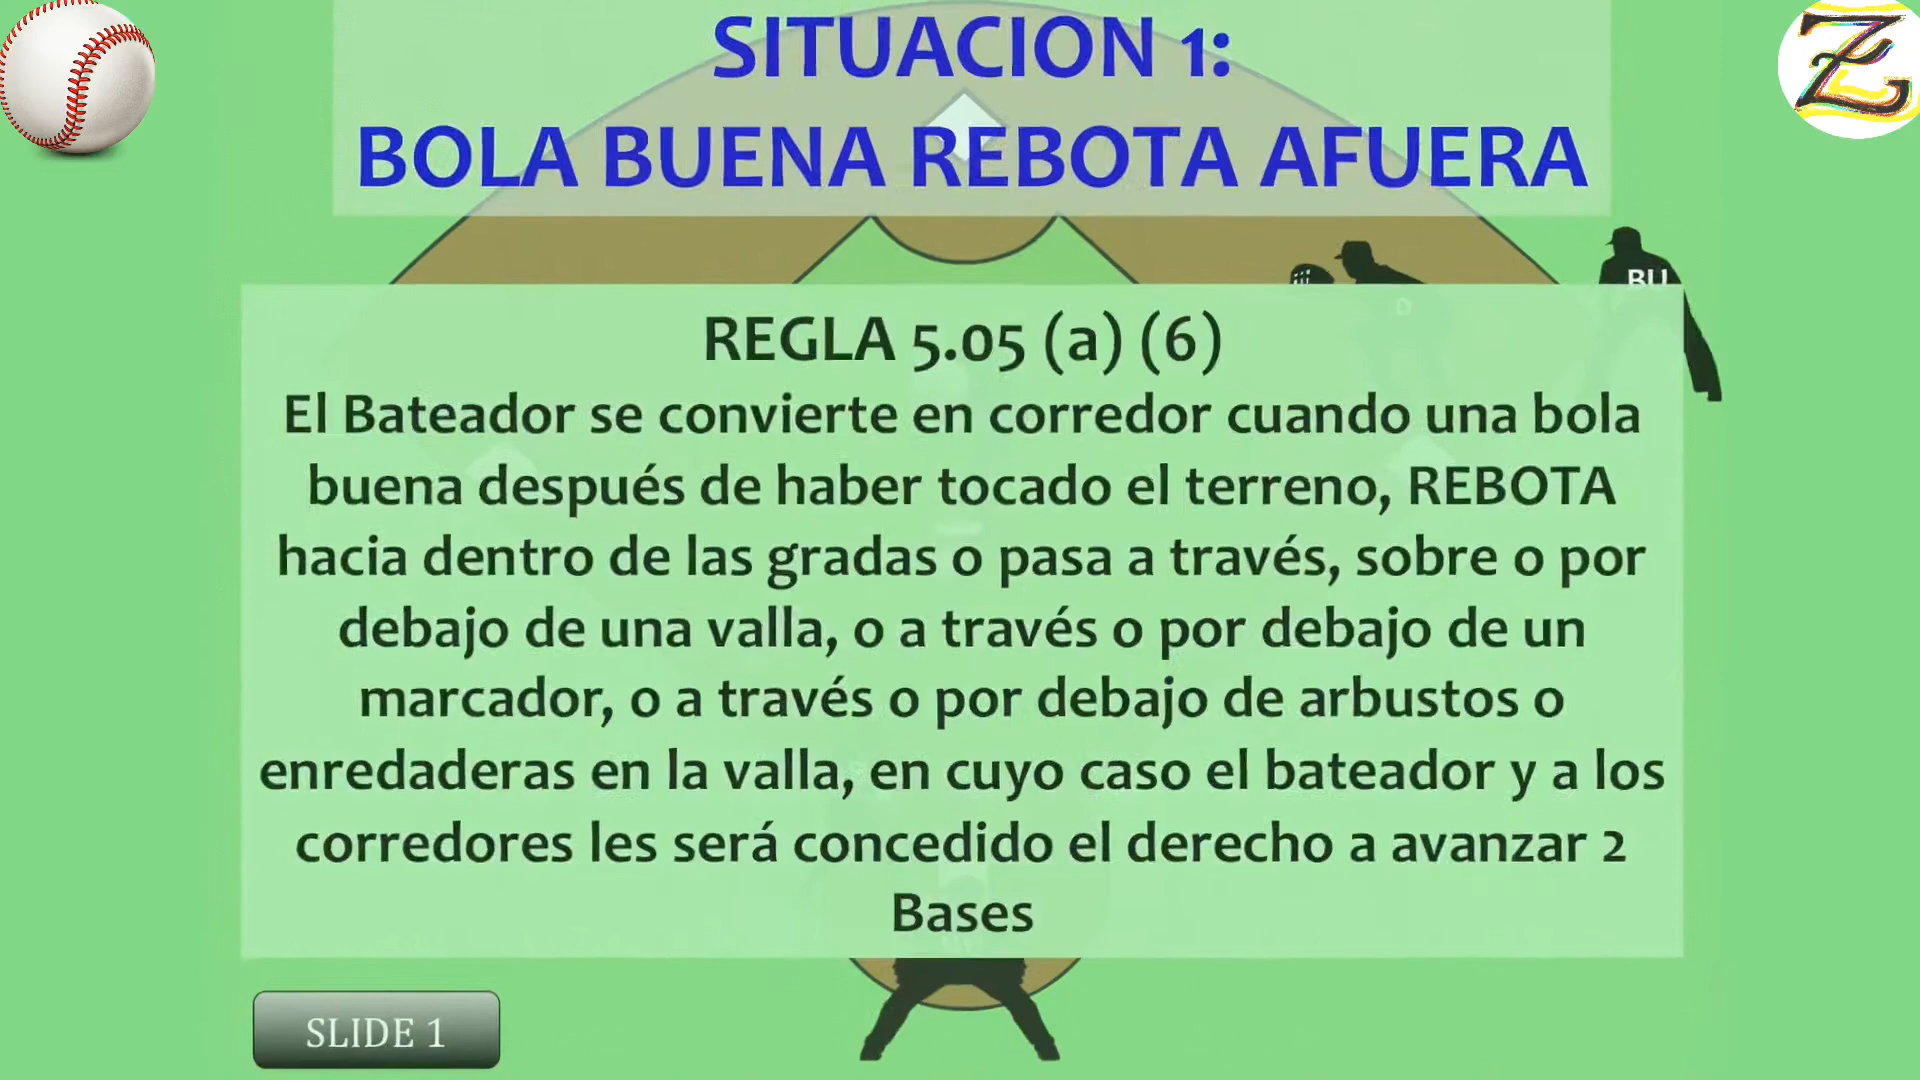 SITUACION 1:
BOLA BUENA REBOTA AFUERA
BU
D
REGLA 5.05 (a) (6)
El Bateador se convierte en corredor cuando una bola
buena después de haber tocado el terreno, REBOTA
hacia dentro de las gradas o pasa a través, sobre o por
debajo de una valla, o a través o por debajo de un
marcador, o a través o por debajo de arbustos o
enredaderas en la valla, en cuyo caso el bateador y a los
corredores les será concedido el derecho a avanzar 2
Bases
SLIDE 1